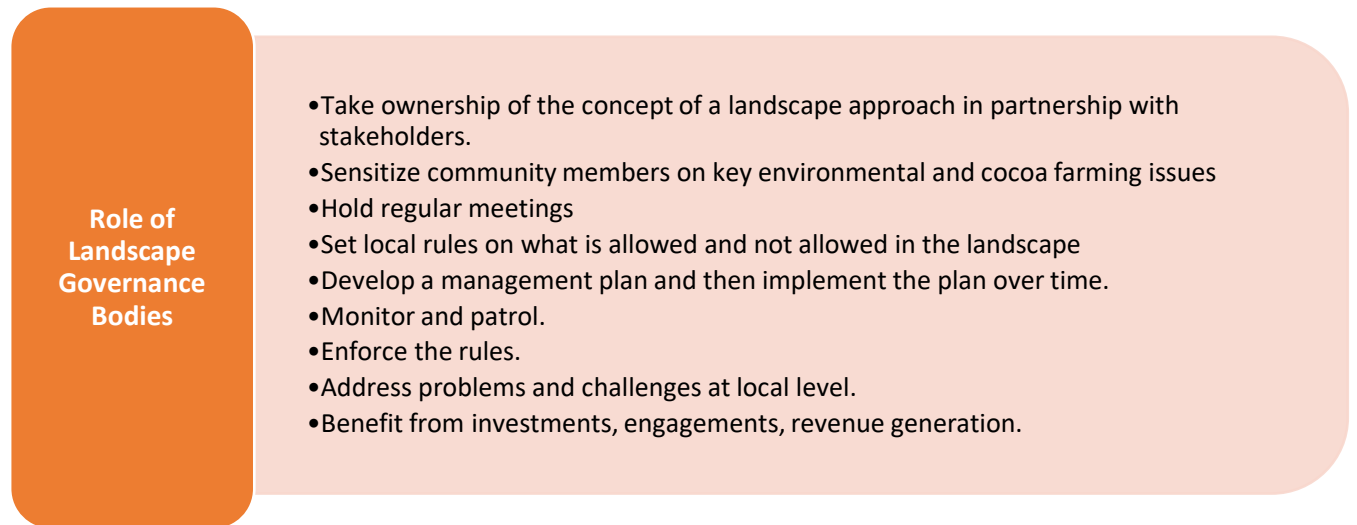 Role of
Landscape
Governance
Bodies
•Take ownership of the concept of a landscape approach in partnership with
stakeholders.
•Sensitize community members on key environmental and cocoa farming issues
•Hold regular meetings
•Set local rules on what is allowed and not allowed in the landscape
•Develop a management plan and then implement the plan over time.
•Monitor and patrol.
•Enforce the rules.
•Address problems and challenges at local level.
•Benefit from investments, engagements, revenue generation.